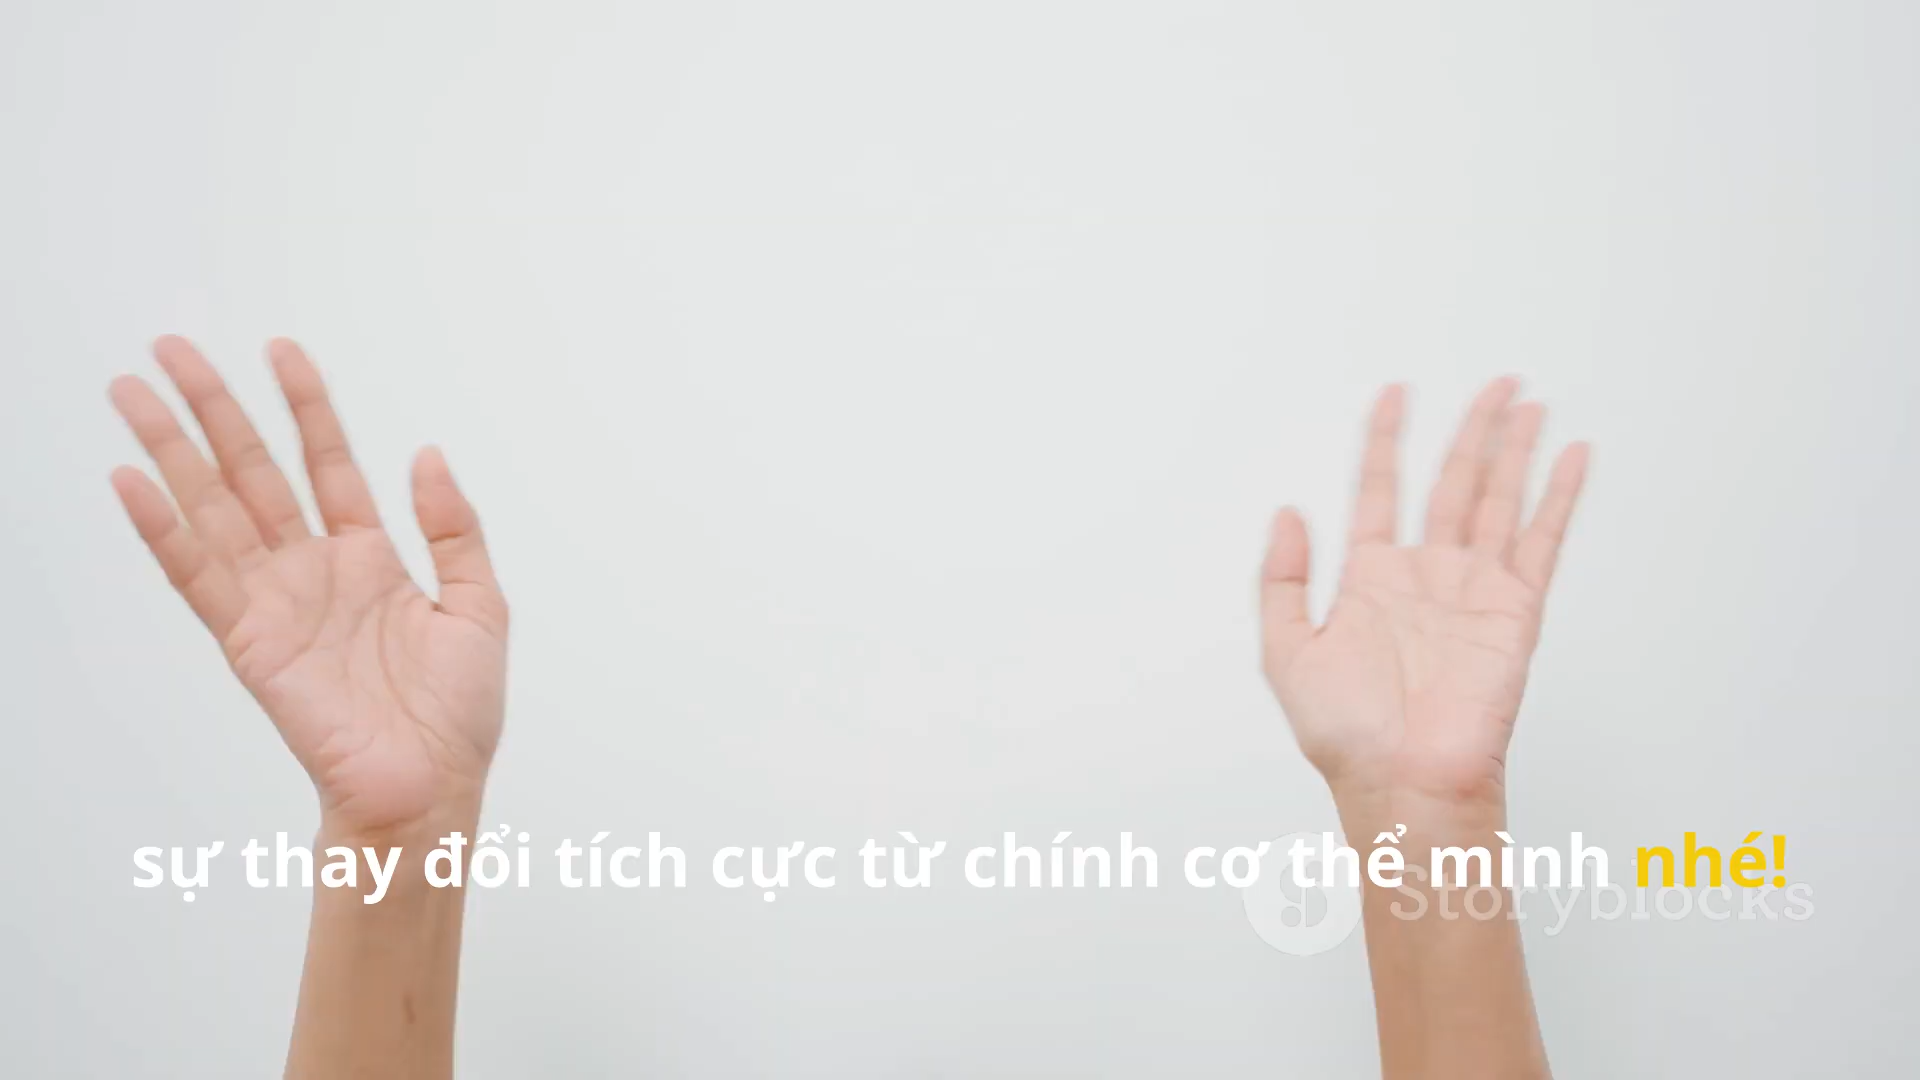 sự thay đổi tích cực từ chính cơ thể mình nhé!
Storyblocks